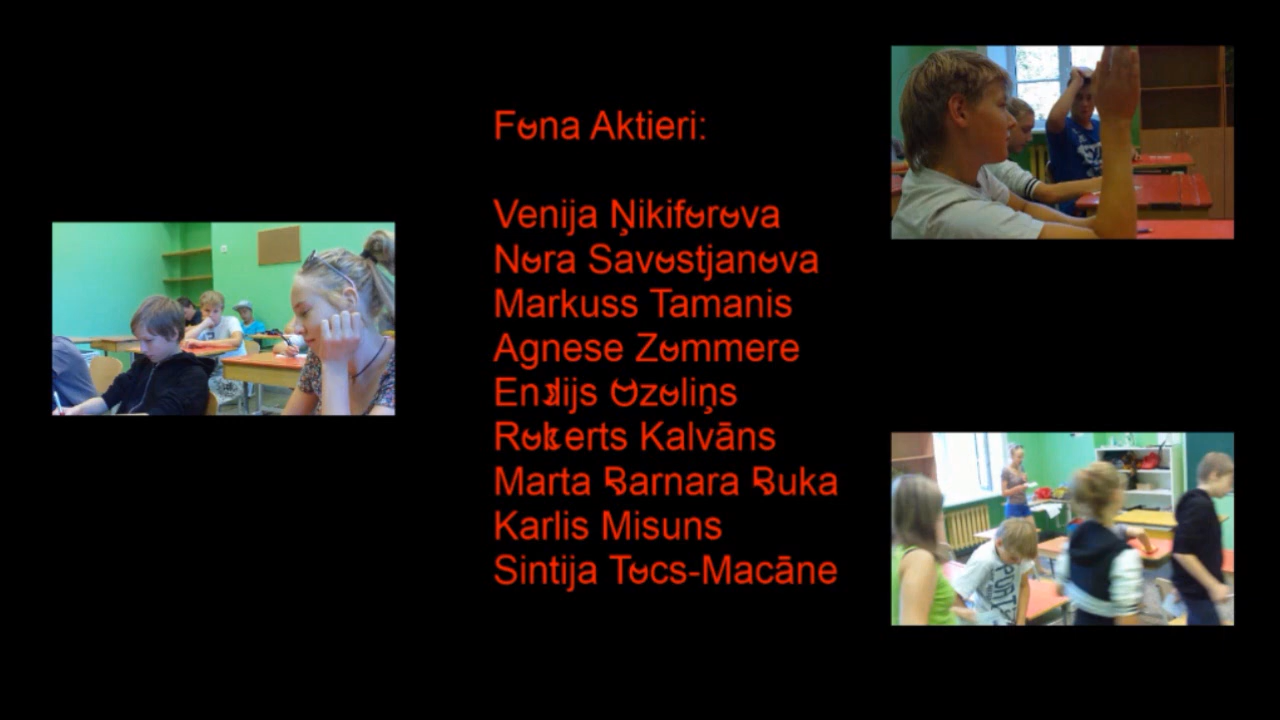 Fona Aktieri:
Venija Ņikiforova
Nora Savostjanova
Markuss Tamanis
Agnese Zommere
Endijs Ozoliņs
Roberts Kalvāns
Marta Barnara Buka
Karlis Misuns
Sintija Tocs-Macāne